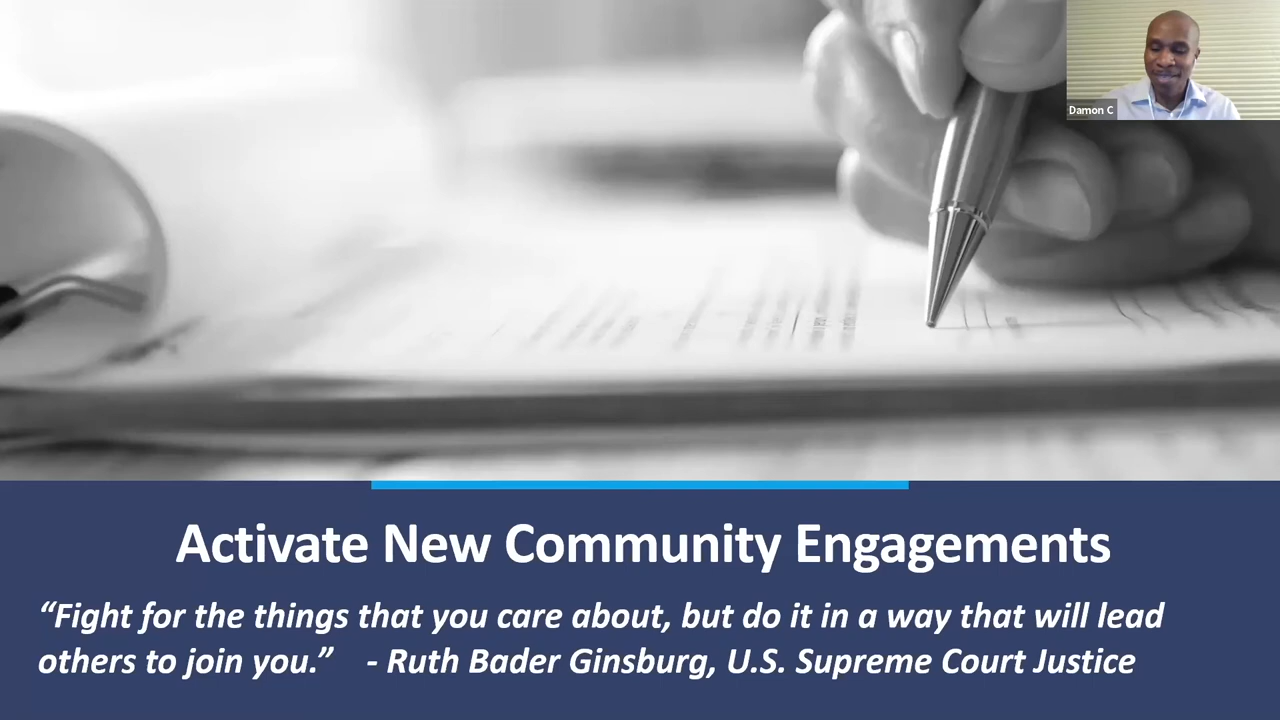 Damon C
Activate New Community Engagements
“Fight for the things that you care about, but do it in a way that will lead
others to join you.” - Ruth Bader Ginsburg, U.S. Supreme Court Justice